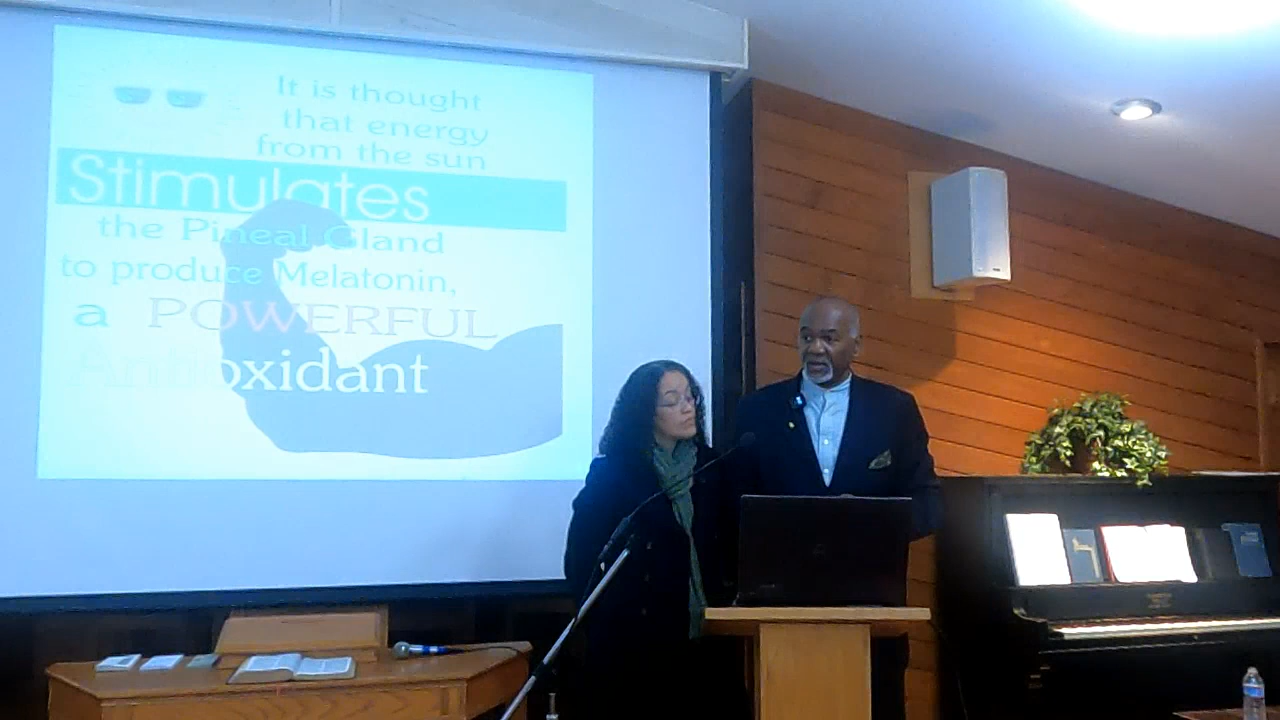 It is thought
that energy
from the sun
Stimulates
the Pineal Gland
to produce Melatonin,
a POWERFUL
Antioxidant